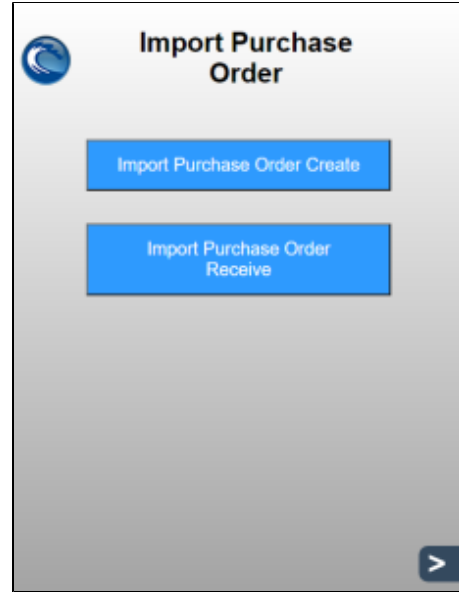 Import Purchase
Order
Import Purchase Order Create
Import Purchase Order
Receive
>